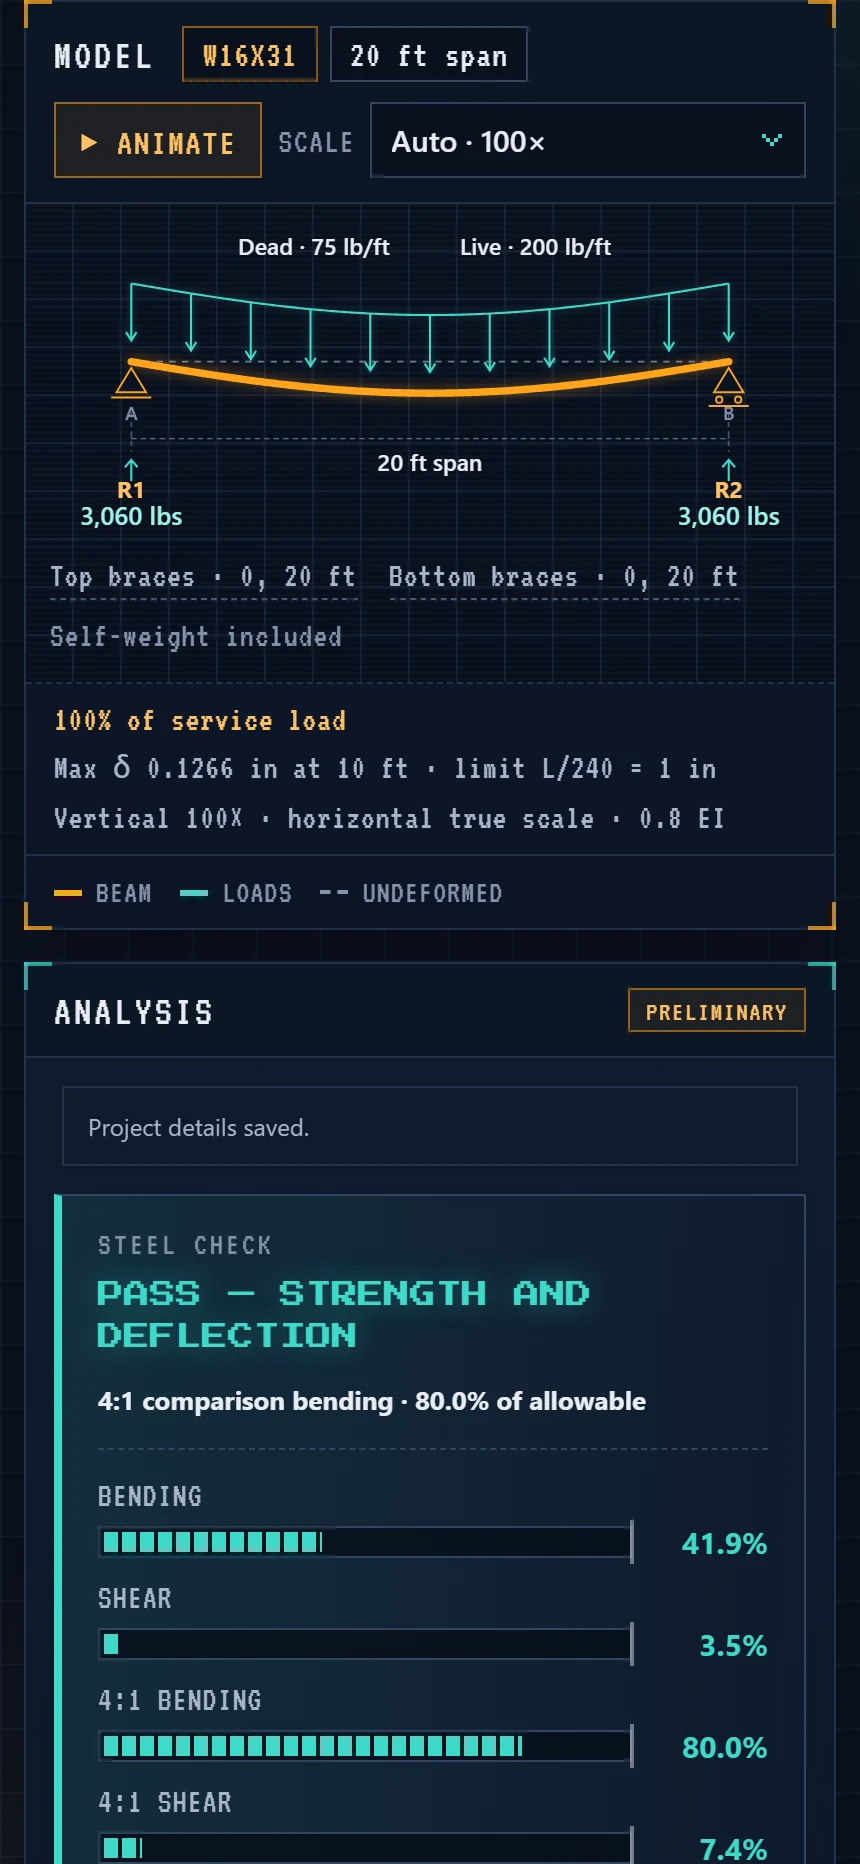 MODEL W16X31 20 ft span
▶ ANIMATE SCALE Auto · 100×
Dead · 75 lb/ft Live · 200 lb/ft
A B
20 ft span
R1 R2
3,060 lbs 3,060 lbs
Top braces · 0, 20 ft Bottom braces · 0, 20 ft
Self-weight included
100% of service load
Max δ 0.1266 in at 10 ft · limit L/240 = 1 in
Vertical 100X · horizontal true scale · 0.8 EI
BEAM LOADS UNDEFORMED
ANALYSIS PRELIMINARY
Project details saved.
STEEL CHECK
PASS — STRENGTH AND
DEFLECTION
4:1 comparison bending · 80.0% of allowable
BENDING
41.9%
SHEAR
3.5%
4:1 BENDING
80.0%
4:1 SHEAR
7.4%